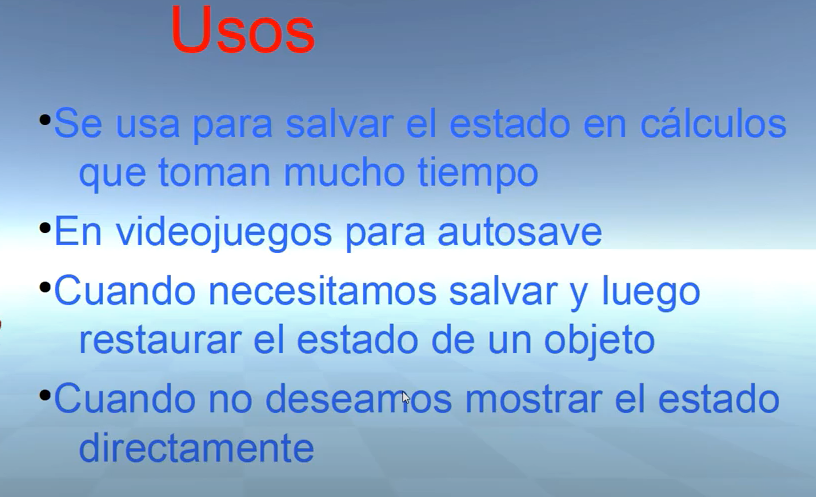 Usos
•Se usa para salvar el estado en cálculos
que toman mucho tiempo
•En videojuegos para autosave
•Cuando necesitamos salvar y luego
restaurar el estado de un objeto
•Cuando no deseamos mostrar el estado
directamente